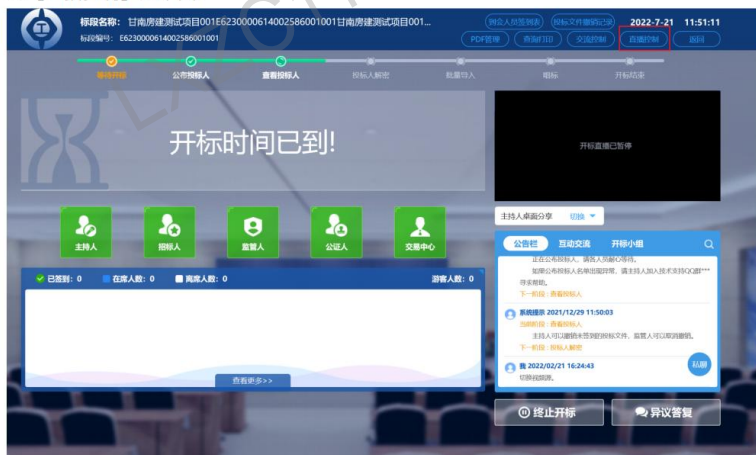 标段名称： 甘南房建测试项目001E6230000614002586001001甘南房建测试项目001...
标段编号： E6230000614002586001001
到会人员签到表 投标文件撤销记录 2022-7-21 11:51:11
PDF管理 查询打印 交流控制 直播控制 返回
等待开标 公布投标人 查看投标人 投标人解密 批量导入 唱标 开标结束
开标时间已到!
开标直播已暂停
主持人桌面分享 切换
主持人 招标人 监管人 公证人 交易中心
公告栏 互动交流 开标小组
正在公布投标人，请各人员耐心等待。
如果公布投标人名单出现异常，请主持人加入技术支持QQ群***
寻求帮助。
下一阶段：查看投标人
系统提示 2021/12/29 11:50:03
当前阶段：查看投标人
主持人可以撤销未签到的投标文件，监管人可以取消撤销。
下一阶段：投标人解密
我 2022/02/21 16:24:43
切换视频源。
私聊
已签到：0 在席人数：0 离席人数：0 游客人数：0
查看更多>>
终止开标 异议答复